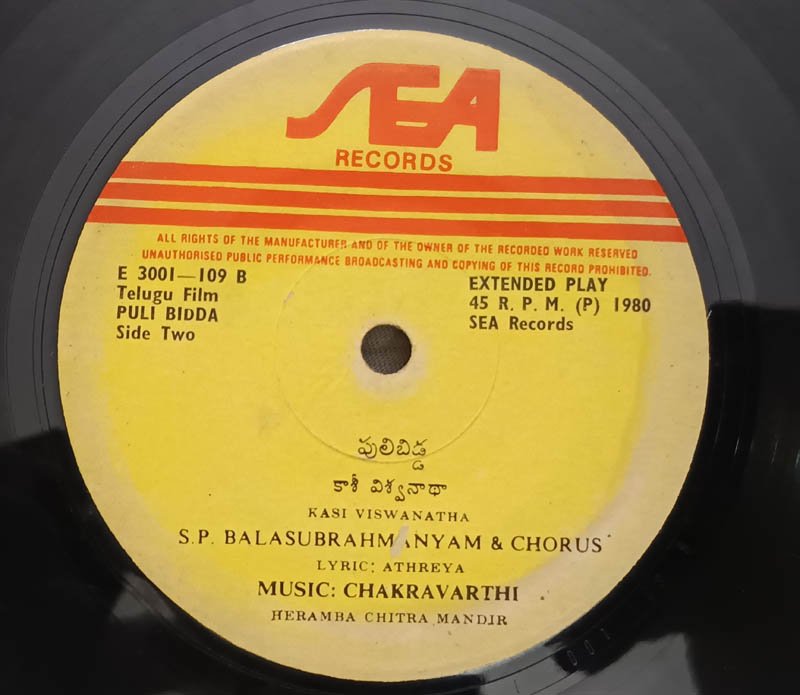 SEA
RECORDS
ALL RIGHTS OF THE MANUFACTURER AND OF THE OWNER OF THE RECORDED WORK RESERVED
UNAUTHORISED PUBLIC PERFORMANCE BROADCASTING AND COPYING OF THIS RECORD PROHIBITED.
E 3001—109 B
Telugu Film
PULI BIDDA
Side Two
EXTENDED PLAY
45 R. P. M. (P) 1980
SEA Records
పులిబిడ్డ
కాశీ విశ్వనాథా
KASI VISWANATHA
S.P. BALASUBRAHMANYAM & CHORUS
LYRIC: ATHREYA
MUSIC: CHAKRAVARTHI
HERAMBA CHITRA MANDIR